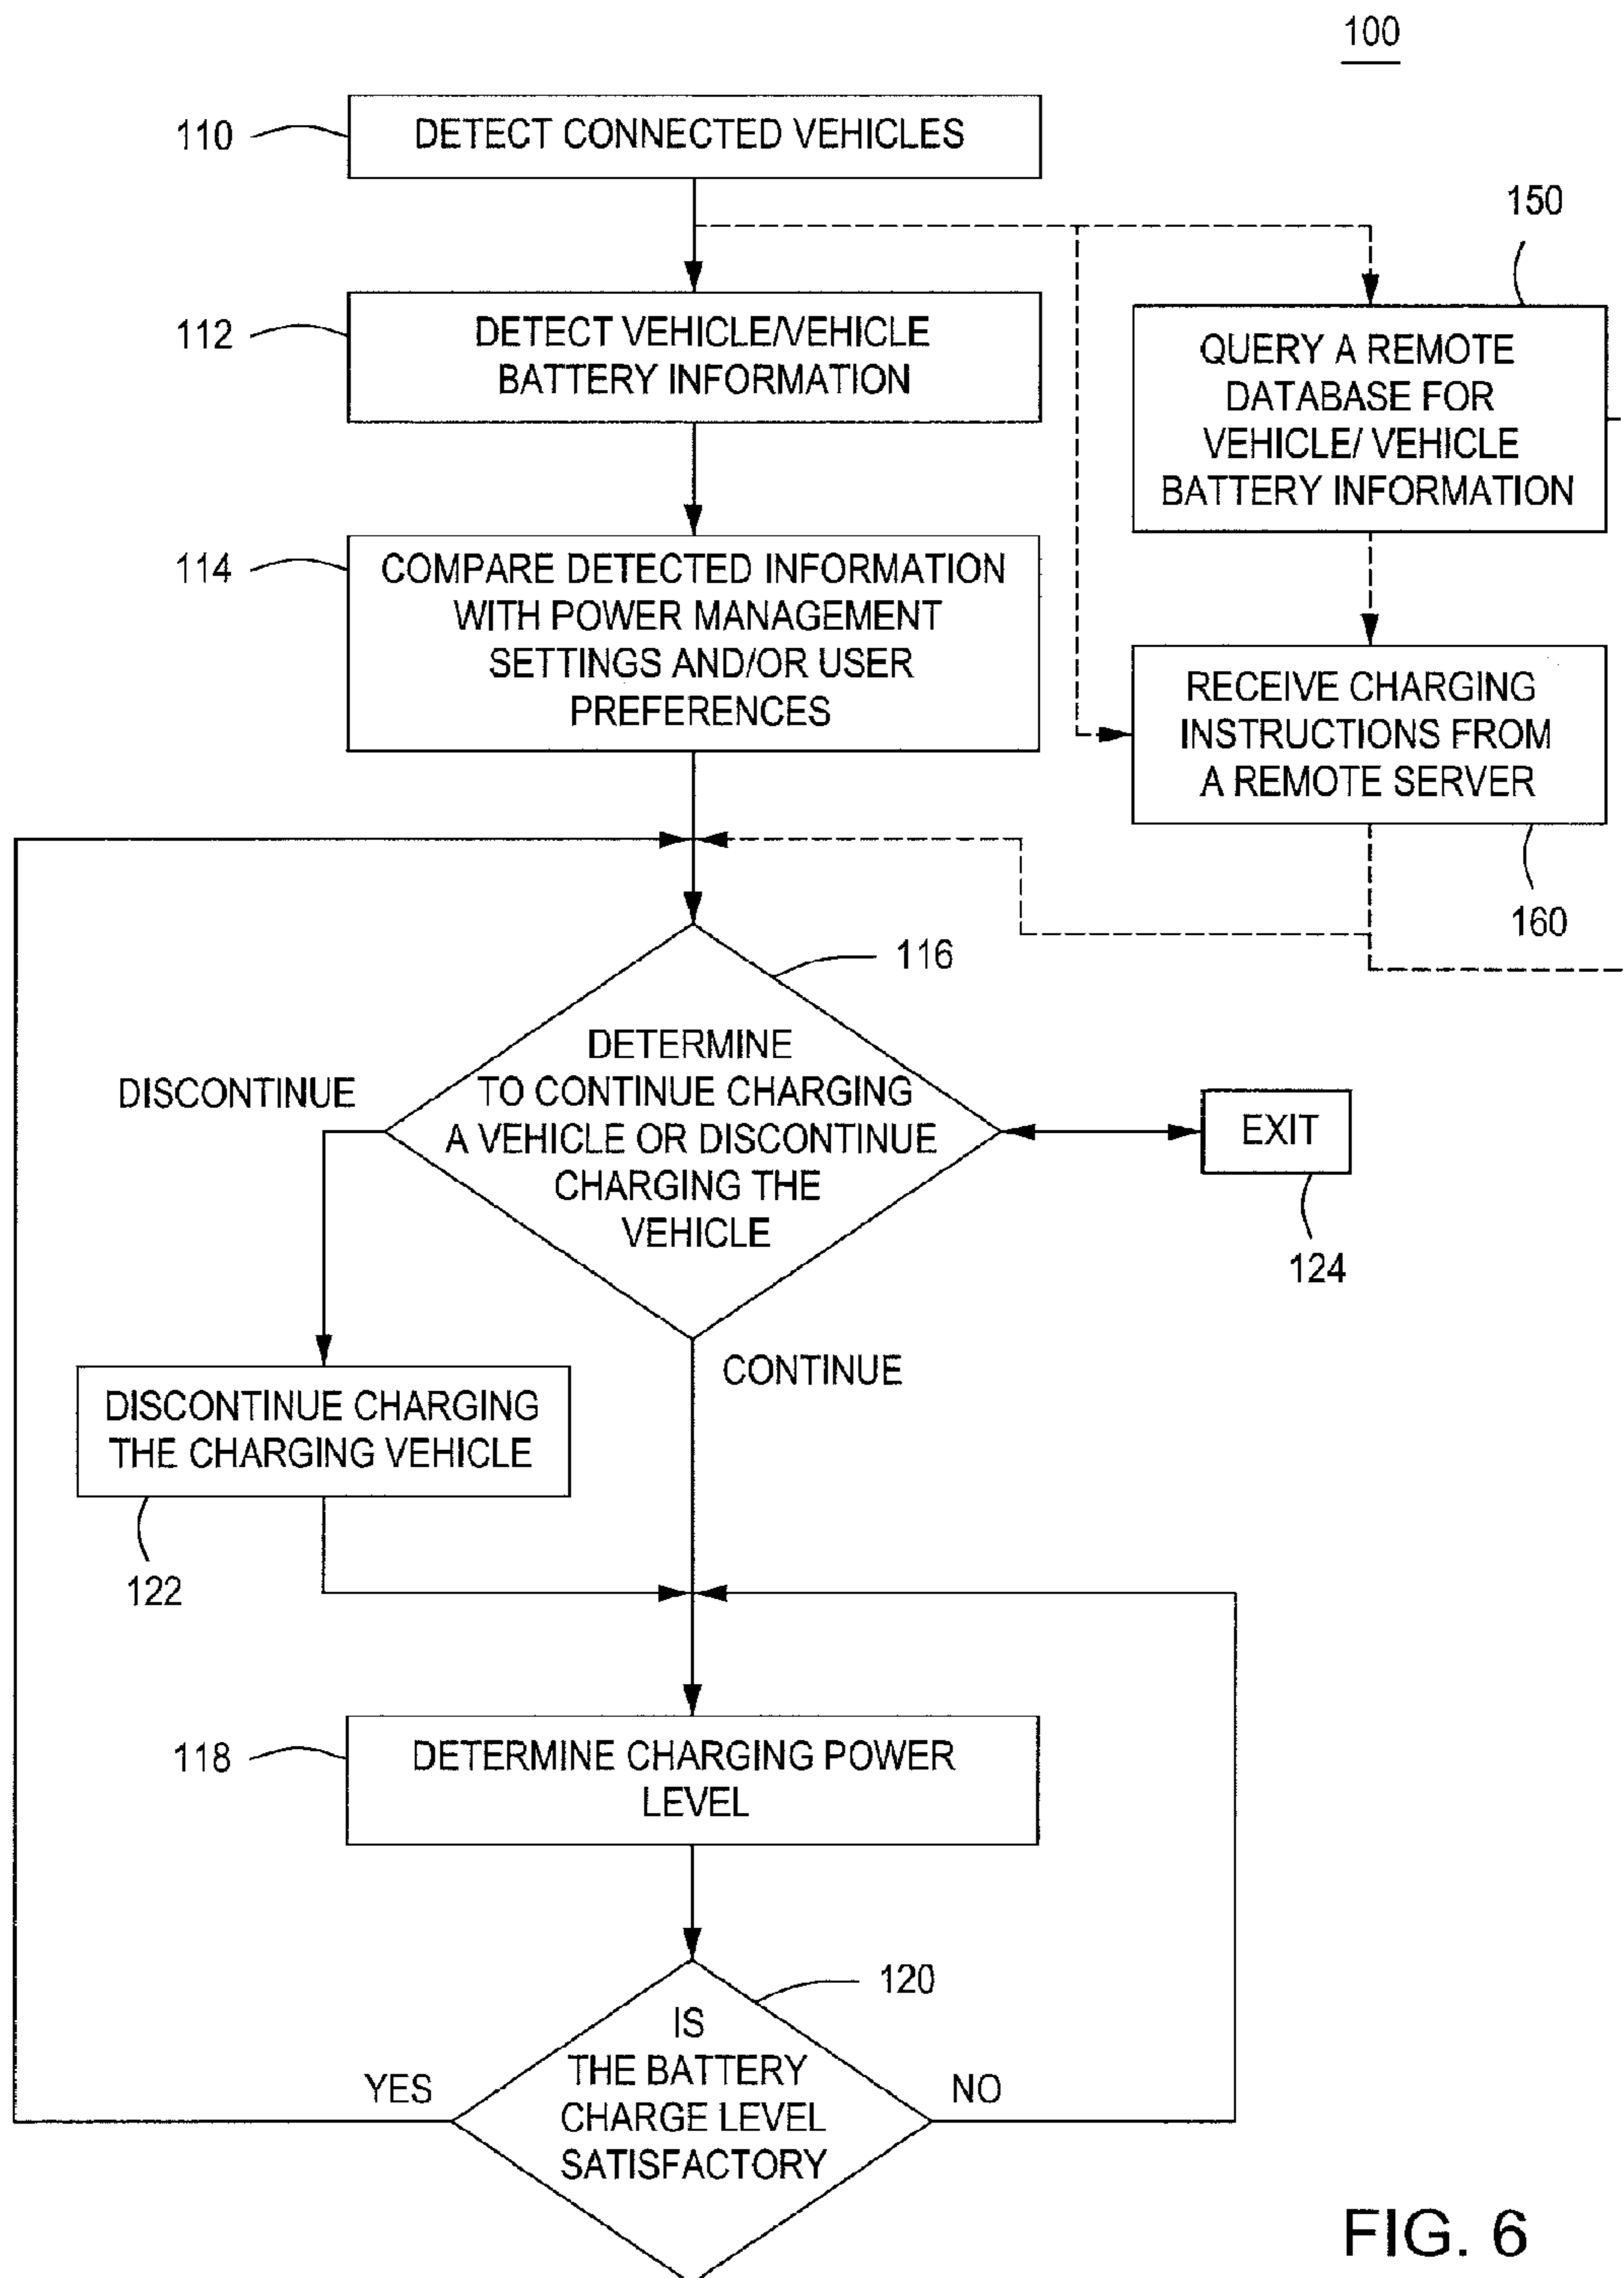 100
110
DETECT CONNECTED VEHICLES
150
112
DETECT VEHICLE/VEHICLE
BATTERY INFORMATION
QUERY A REMOTE
DATABASE FOR
VEHICLE/ VEHICLE
BATTERY INFORMATION
114
COMPARE DETECTED INFORMATION
WITH POWER MANAGEMENT
SETTINGS AND/OR USER
PREFERENCES
RECEIVE CHARGING
INSTRUCTIONS FROM
A REMOTE SERVER
160
116
DETERMINE
TO CONTINUE CHARGING
A VEHICLE OR DISCONTINUE
CHARGING THE
VEHICLE
DISCONTINUE
EXIT
124
CONTINUE
DISCONTINUE CHARGING
THE CHARGING VEHICLE
122
118
DETERMINE CHARGING POWER
LEVEL
120
IS
THE BATTERY
CHARGE LEVEL
SATISFACTORY
YES
NO
FIG. 6